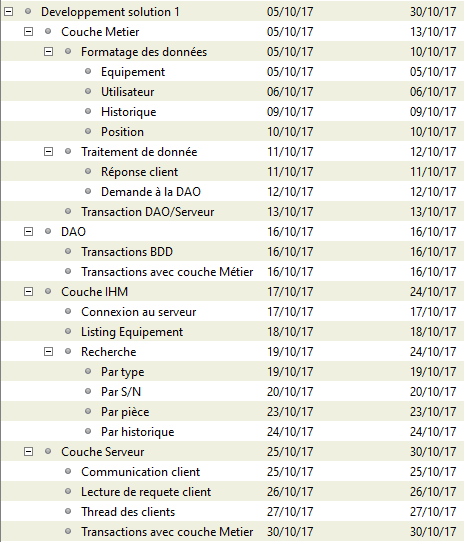 Developpement solution 1 05/10/17 30/10/17
Couche Metier 05/10/17 13/10/17
Formatage des données 05/10/17 10/10/17
Equipement 05/10/17 05/10/17
Utilisateur 06/10/17 06/10/17
Historique 09/10/17 09/10/17
Position 10/10/17 10/10/17
Traitement de donnée 11/10/17 12/10/17
Réponse client 11/10/17 11/10/17
Demande à la DAO 12/10/17 12/10/17
Transaction DAO/Serveur 13/10/17 13/10/17
DAO 16/10/17 16/10/17
Transactions BDD 16/10/17 16/10/17
Transactions avec couche Métier 16/10/17 16/10/17
Couche IHM 17/10/17 24/10/17
Connexion au serveur 17/10/17 17/10/17
Listing Equipement 18/10/17 18/10/17
Recherche 19/10/17 24/10/17
Par type 19/10/17 19/10/17
Par S/N 20/10/17 20/10/17
Par pièce 23/10/17 23/10/17
Par historique 24/10/17 24/10/17
Couche Serveur 25/10/17 30/10/17
Communication client 25/10/17 25/10/17
Lecture de requete client 26/10/17 26/10/17
Thread des clients 27/10/17 27/10/17
Transactions avec couche Metier 30/10/17 30/10/17